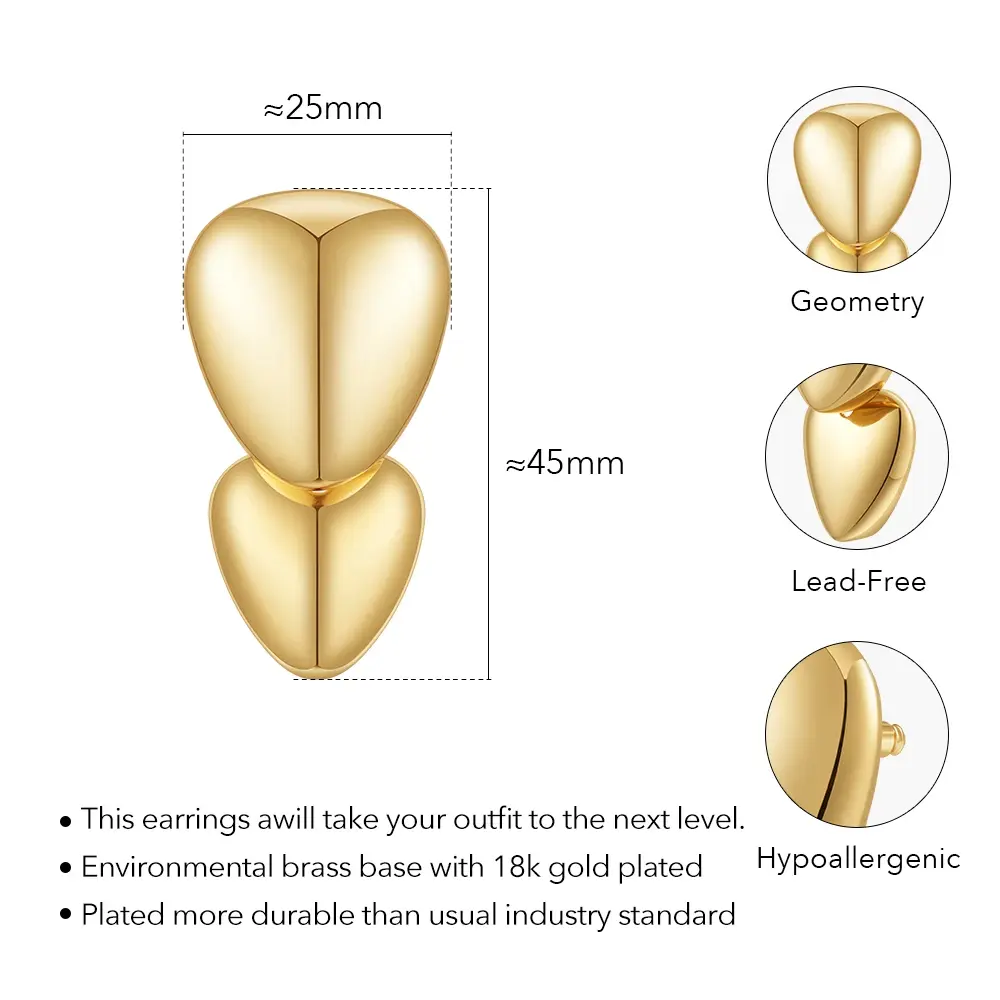 ≈25mm
≈45mm
Geometry
Lead-Free
Hypoallergenic
• This earrings awill take your outfit to the next level.
• Environmental brass base with 18k gold plated
• Plated more durable than usual industry standard